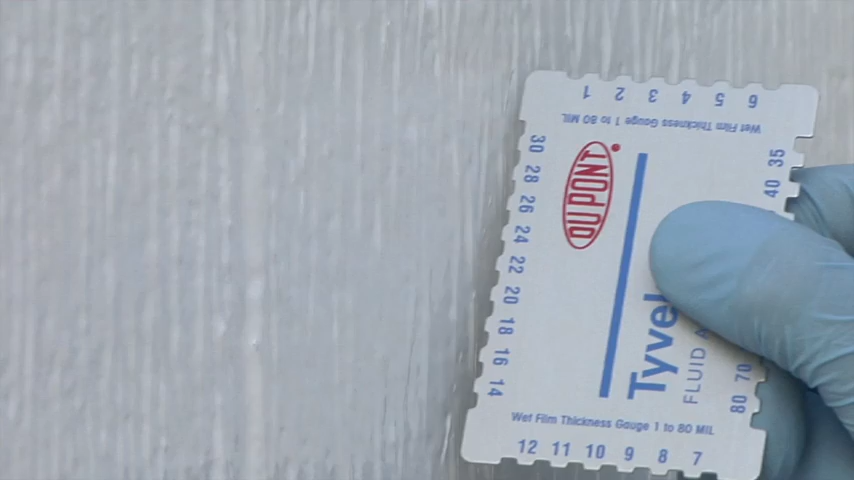 1 2 3 4 5 6
Wet Film Thickness Gauge 1 to 80 MIL
30
28
26
24
22
20
18
16
14
DUPONT
Tyvek
FLUID
35
40
70
80
Wet Film Thickness Gauge 1 to 80 MIL
12 11 10 9 8 7